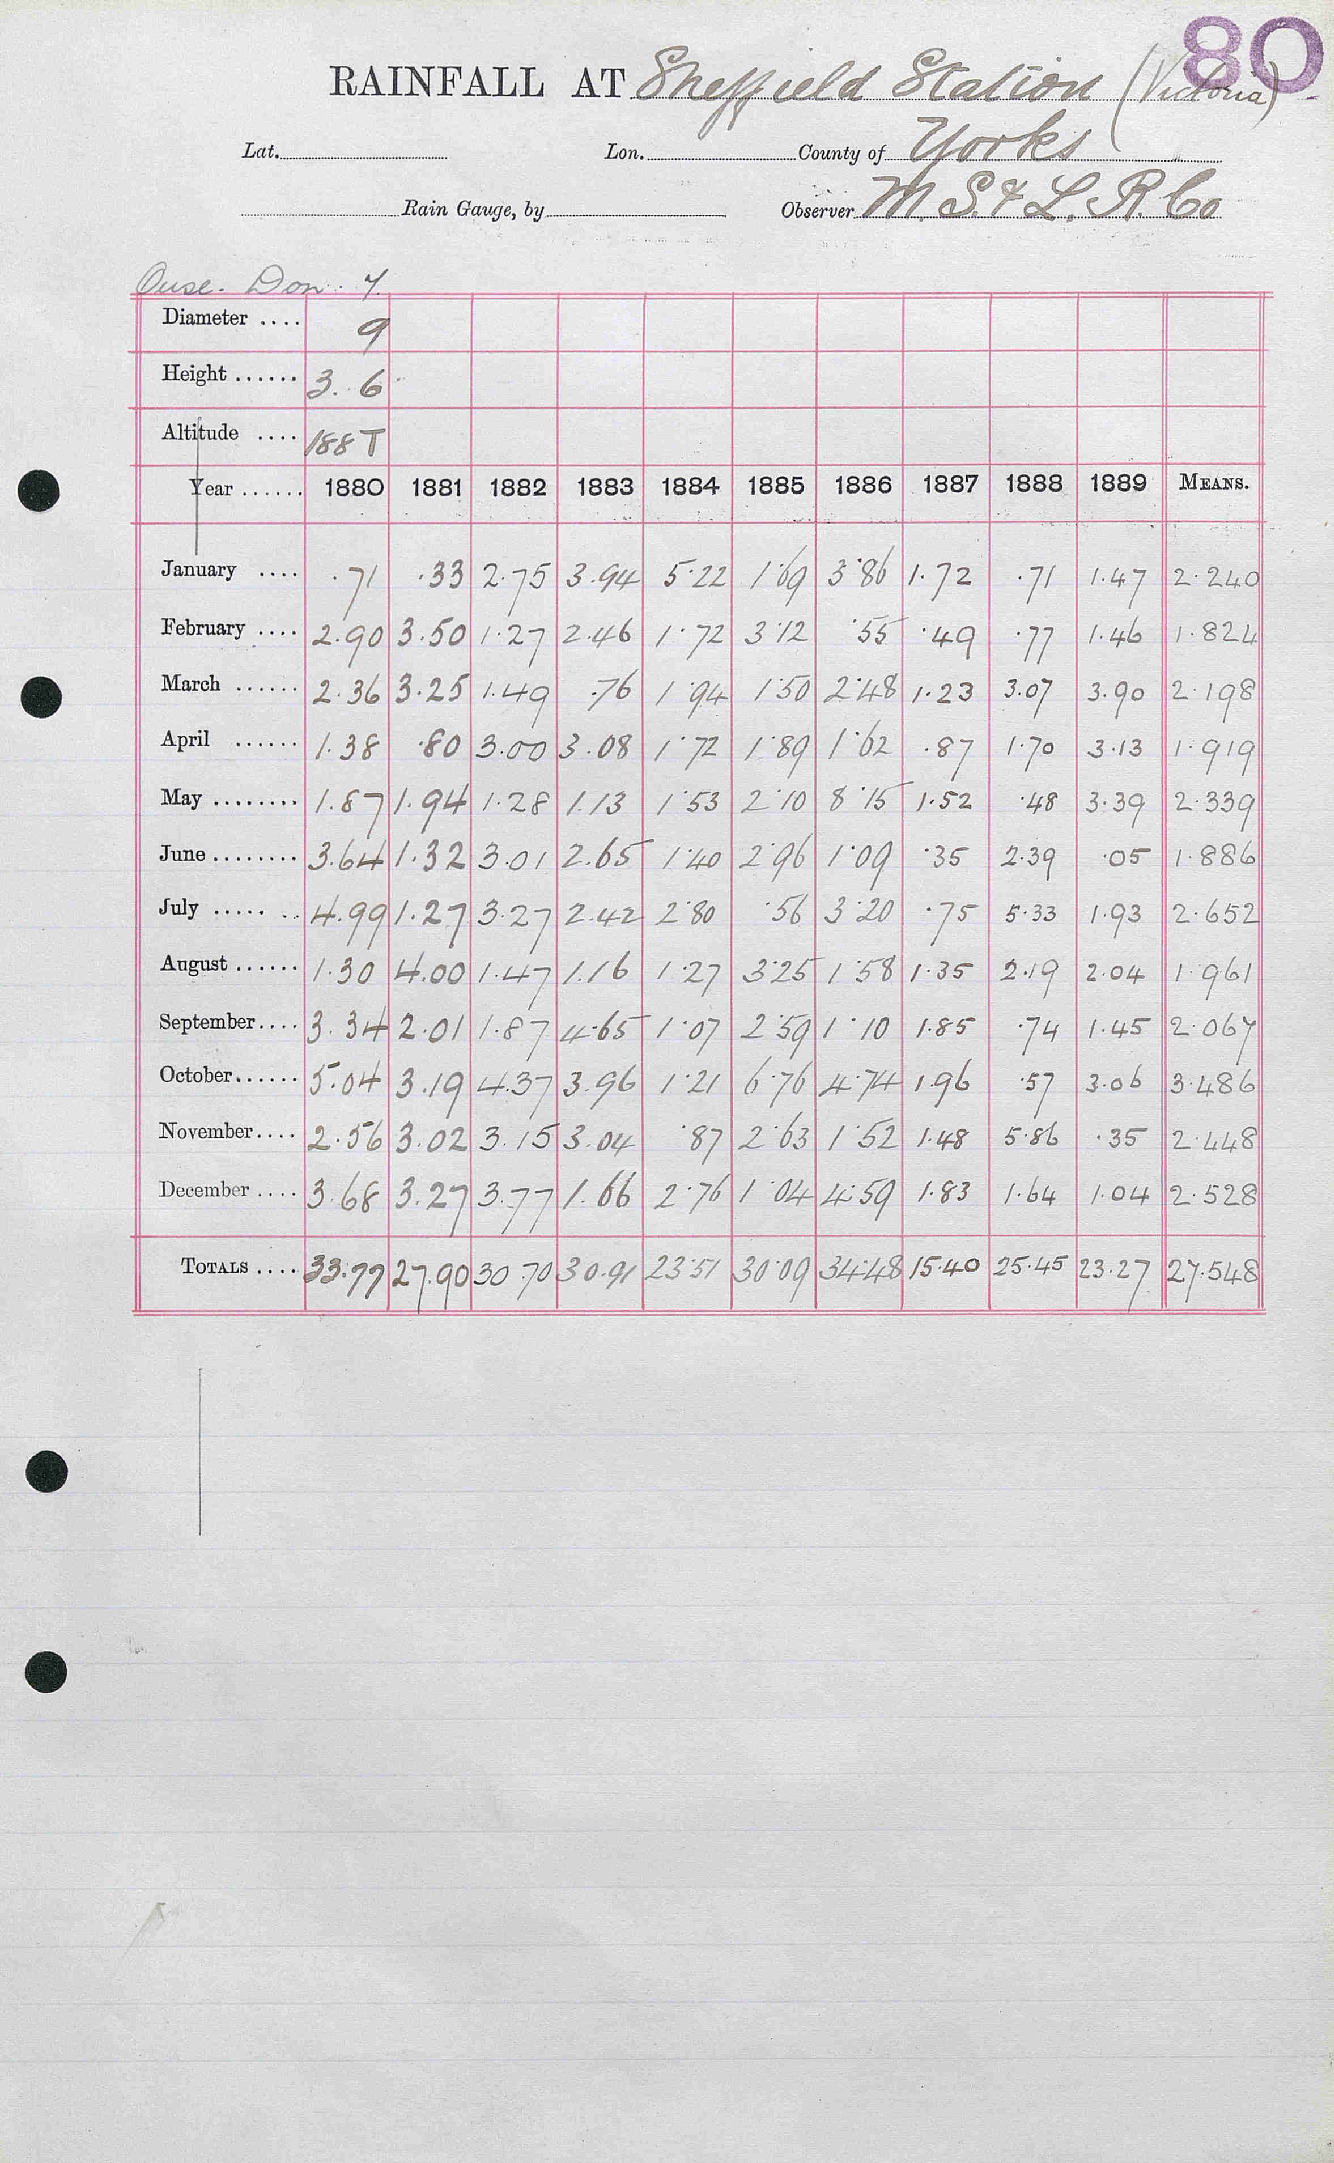 80
RAINFALL AT Sheffield Station (Victoria)
Lat. Lon. County of Yorks
Rain Gauge, by Observer M. S. & L. R. Co
Ouse. Don. 7.
Diameter .... 9
Height ...... 3. 6
Altitude .... 188 T
Year ...... 1880 1881 1882 1883 1884 1885 1886 1887 1888 1889 MEANS.
January .... .71 .33 2.75 3.94 5.22 1.69 3.86 1.72 .71 1.47 2.240
February .... 2.90 3.50 1.27 2.46 1.72 3.12 .55 .49 .77 1.46 1.824
March ...... 2.36 3.25 1.49 .76 1.94 1.50 2.48 1.23 3.07 3.90 2.198
April ...... 1.38 .80 3.00 3.08 1.72 1.89 1.62 .87 1.70 3.13 1.919
May ........ 1.87 1.94 1.28 1.13 1.53 2.10 8.15 1.52 .48 3.39 2.339
June ........ 3.64 1.32 3.01 2.65 1.40 2.96 1.09 .35 2.39 .05 1.886
July ........ 4.99 1.27 3.27 2.42 2.80 .56 3.20 .75 5.33 1.93 2.652
August ...... 1.30 4.00 1.47 1.16 1.27 3.25 1.58 1.35 2.19 2.04 1.961
September.... 3.34 2.01 1.87 4.65 1.07 2.59 1.10 1.85 .74 1.45 2.067
October...... 5.04 3.19 4.37 3.96 1.21 6.76 4.74 1.96 .57 3.06 3.486
November.... 2.56 3.02 3.15 3.04 .87 2.63 1.52 1.48 5.86 .35 2.448
December .... 3.68 3.27 3.77 1.66 2.76 1.04 4.59 1.83 1.64 1.04 2.528
TOTALS .... 33.77 27.90 30.70 30.91 23.51 30.09 34.48 15.40 25.45 23.27 27.548